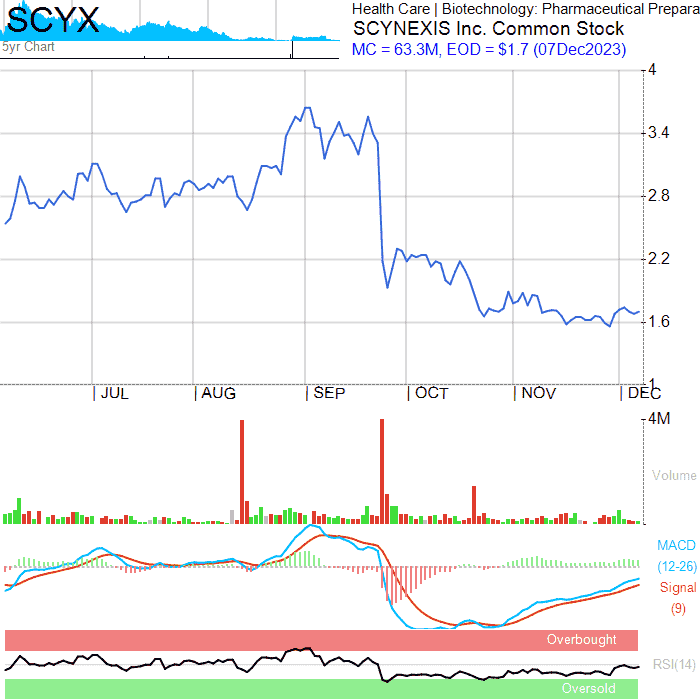 SCYX
5yr Chart
Health Care | Biotechnology: Pharmaceutical Prepara
SCYNEXIS Inc. Common Stock
MC = 63.3M, EOD = $1.7 (07Dec2023)
4
3.4
2.8
2.2
1.6
1
JUL AUG SEP OCT NOV DEC
4M
Volume
MACD
(12-26)
Signal
(9)
Overbought
RSI(14)
Oversold